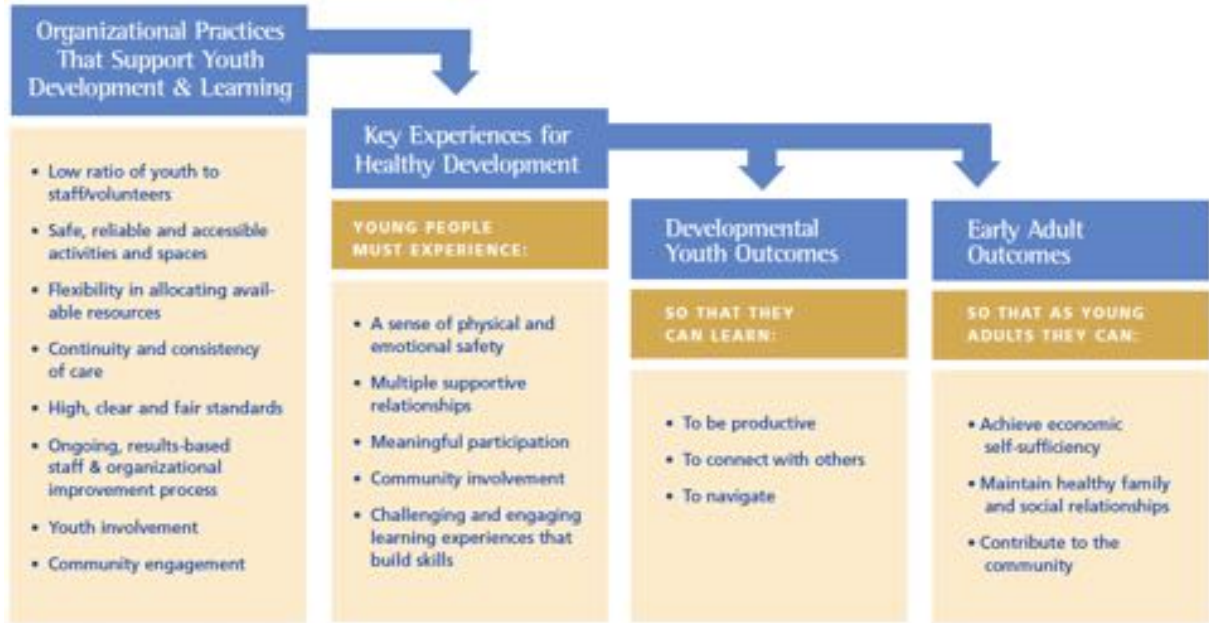 Organizational Practices
That Support Youth
Development & Learning
• Low ratio of youth to
staff/volunteers
• Safe, reliable and accessible
activities and spaces
• Flexibility in allocating avail-
able resources
• Continuity and consistency
of care
• High, clear and fair standards
• Ongoing, results-based
staff & organizational
improvement process
• Youth involvement
• Community engagement
Key Experiences for
Healthy Development
YOUNG PEOPLE
MUST EXPERIENCE:
• A sense of physical and
emotional safety
• Multiple supportive
relationships
• Meaningful participation
• Community involvement
• Challenging and engaging
learning experiences that
build skills
Developmental
Youth Outcomes
SO THAT THEY
CAN LEARN:
• To be productive
• To connect with others
• To navigate
Early Adult
Outcomes
SO THAT AS YOUNG
ADULTS THEY CAN:
• Achieve economic
self-sufficiency
• Maintain healthy family
and social relationships
• Contribute to the
community